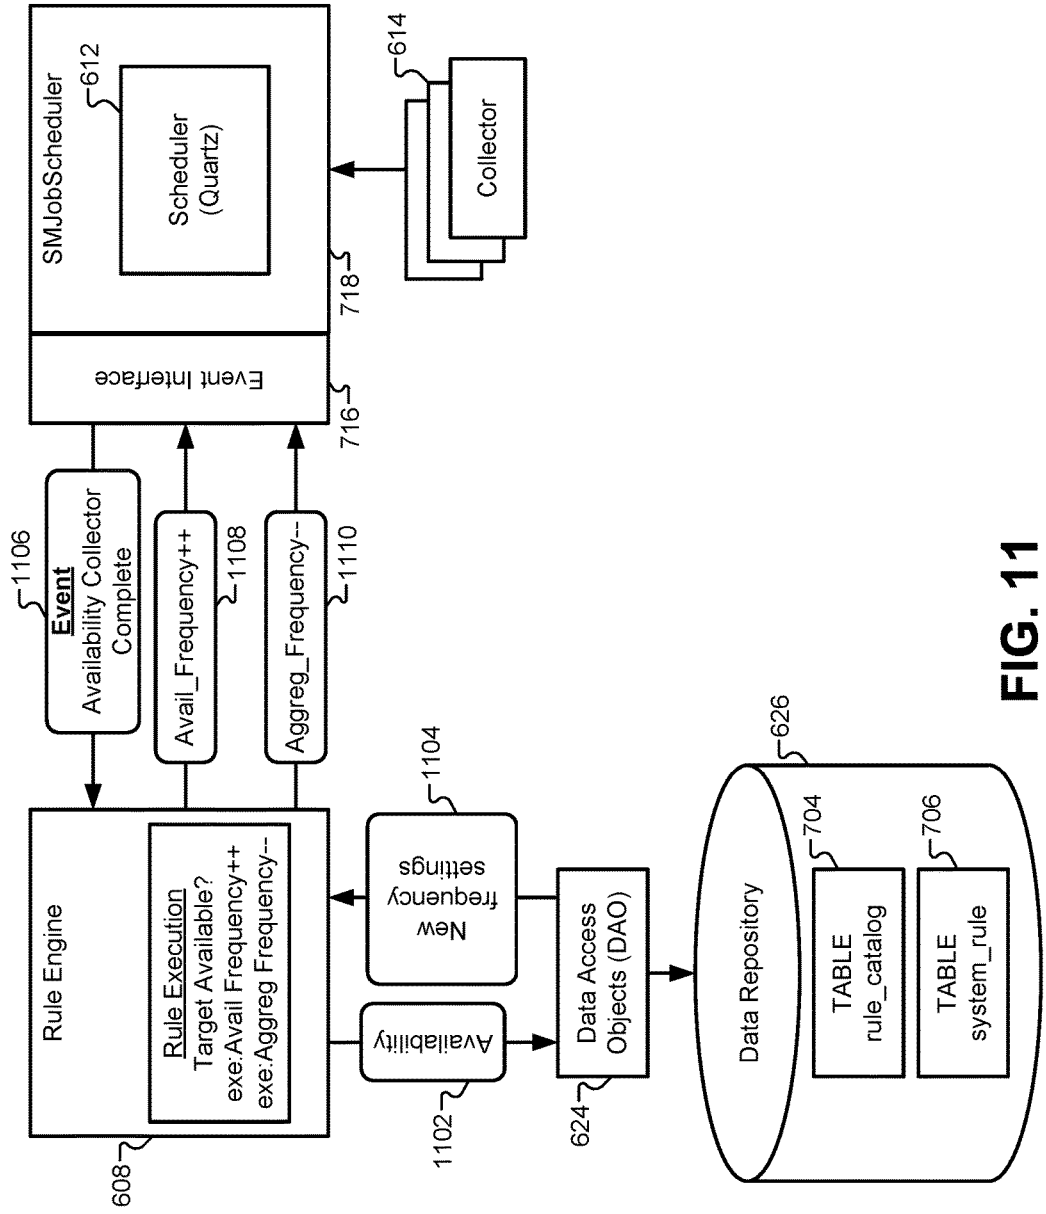 Rule Engine
Rule Execution
Target Available?
exe:Avail Frequency++
exe:Aggreg Frequency--
608
Event
Availability Collector
Complete
1106
Avail_Frequency++
1108
Aggreg_Frequency--
1110
Event Interface
716
SMJobScheduler
718
Scheduler
(Quartz)
612
Collector
614
Availability
1102
New
frequency
settings
1104
Data Access
Objects (DAO)
624
Data Repository
626
TABLE
rule_catalog
704
TABLE
system_rule
706
FIG. 11